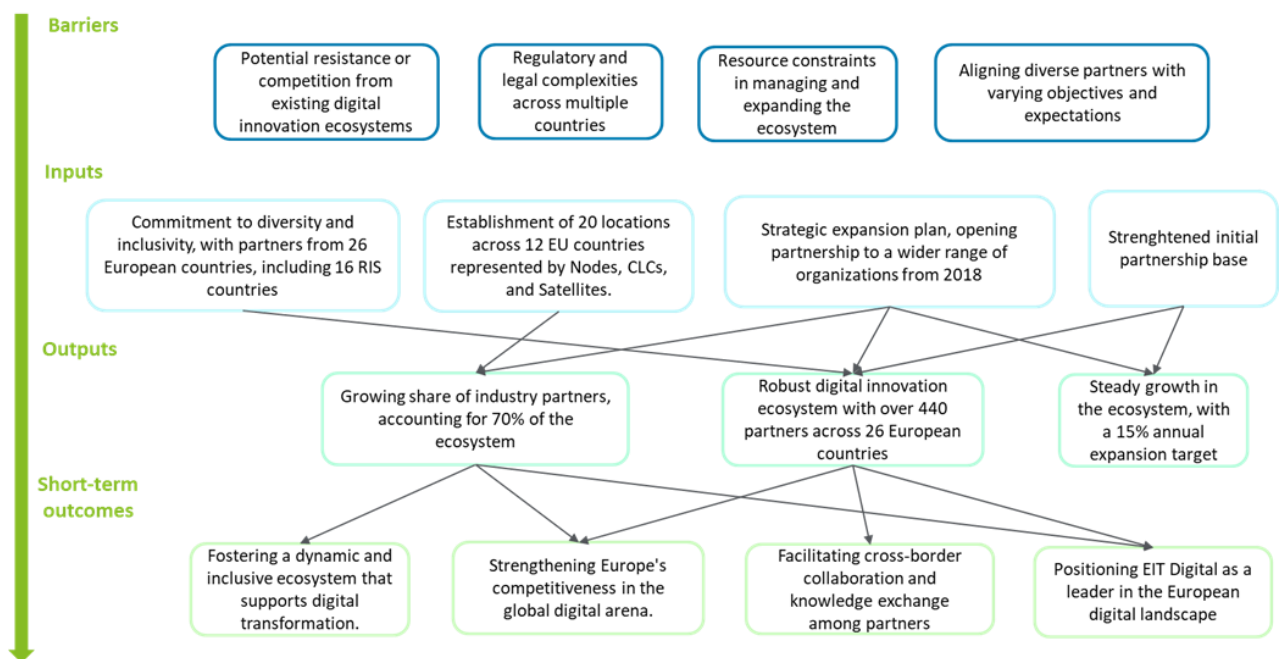 Barriers
Potential resistance or
competition from
existing digital
innovation ecosystems
Regulatory and
legal complexities
across multiple
countries
Resource constraints
in managing and
expanding the
ecosystem
Aligning diverse partners with
varying objectives and
expectations
Inputs
Commitment to diversity and
inclusivity, with partners from 26
European countries, including 16 RIS
countries
Establishment of 20 locations
across 12 EU countries
represented by Nodes, CLCs,
and Satellites.
Strategic expansion plan, opening
partnership to a wider range of
organizations from 2018
Strenghtened initial
partnership base
Outputs
Growing share of industry partners,
accounting for 70% of the
ecosystem
Robust digital innovation
ecosystem with over 440
partners across 26 European
countries
Steady growth in
the ecosystem, with
a 15% annual
expansion target
Short-term
outcomes
Fostering a dynamic and
inclusive ecosystem that
supports digital
transformation.
Strengthening Europe's
competitiveness in the
global digital arena.
Facilitating cross-border
collaboration and
knowledge exchange
among partners
Positioning EIT Digital as a
leader in the European
digital landscape